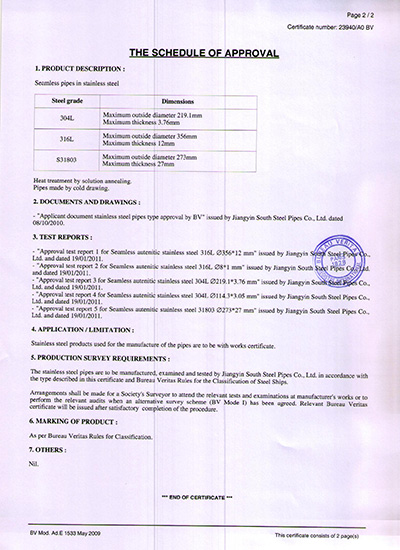 Page 2 / 2
Certificate number: 23940/A0 BV
THE SCHEDULE OF APPROVAL
1. PRODUCT DESCRIPTION :
Seamless pipes in stainless steel
Steel grade Dimensions
304L Maximum outside diameter 219.1mm
Maximum thickness 3.76mm
316L Maximum outside diameter 356mm
Maximum thickness 12mm
S31803 Maximum outside diameter 273mm
Maximum thickness 27mm
Heat treatment by solution annealing.
Pipes made by cold drawing.
2. DOCUMENTS AND DRAWINGS :
- "Applicant document stainless steel pipes type approval by BV" issued by Jiangyin South Steel Pipes Co., Ltd. dated
08/10/2010.
3. TEST REPORTS :
- "Approval test report 1 for Seamless autenitic stainless steel 316L Ø356*12 mm" issued by Jiangyin South Steel Pipes Co.,
Ltd. and dated 19/01/2011.
- "Approval test report 2 for Seamless autenitic stainless steel 316L Ø8*1 mm" issued by Jiangyin South Steel Pipes Co., Ltd.
and dated 19/01/2011.
- "Approval test report 3 for Seamless autenitic stainless steel 304L Ø219.1*3.76 mm" issued by Jiangyin South Steel Pipes Co.,
Ltd. and dated 19/01/2011.
- "Approval test report 4 for Seamless autenitic stainless steel 304L Ø114.3*3.05 mm" issued by Jiangyin South Steel Pipes Co.,
Ltd. and dated 19/01/2011.
- "Approval test report 5 for Seamless autenitic stainless steel 31803 Ø273*27 mm" issued by Jiangyin South Steel Pipes Co.,
Ltd. and dated 19/01/2011.
BUREAU VERITAS
1828
4. APPLICATION / LIMITATION :
Stainless steel products used for the manufacture of the pipes are to be with works certificate.
5. PRODUCTION SURVEY REQUIREMENTS :
The stainless steel pipes are to be manufactured, examined and tested by Jiangyin South Steel Pipes Co., Ltd. in accordance with
the type described in this certificate and Bureau Veritas Rules for the Classification of Steel Ships.
Arrangements shall be made for a Society's Surveyor to attend the relevant tests and examinations at manufacturer's works or to
perform the relevant audits when an alternative survey scheme (BV Mode I) has been agreed. Relevant Bureau Veritas
certificate will be issued after satisfactory completion of the procedure.
6. MARKING OF PRODUCT :
As per Bureau Veritas Rules for Classification.
7. OTHERS :
Nil.
*** END OF CERTIFICATE ***
BV Mod. Ad.E 1533 May 2009
This certificate consists of 2 page(s)